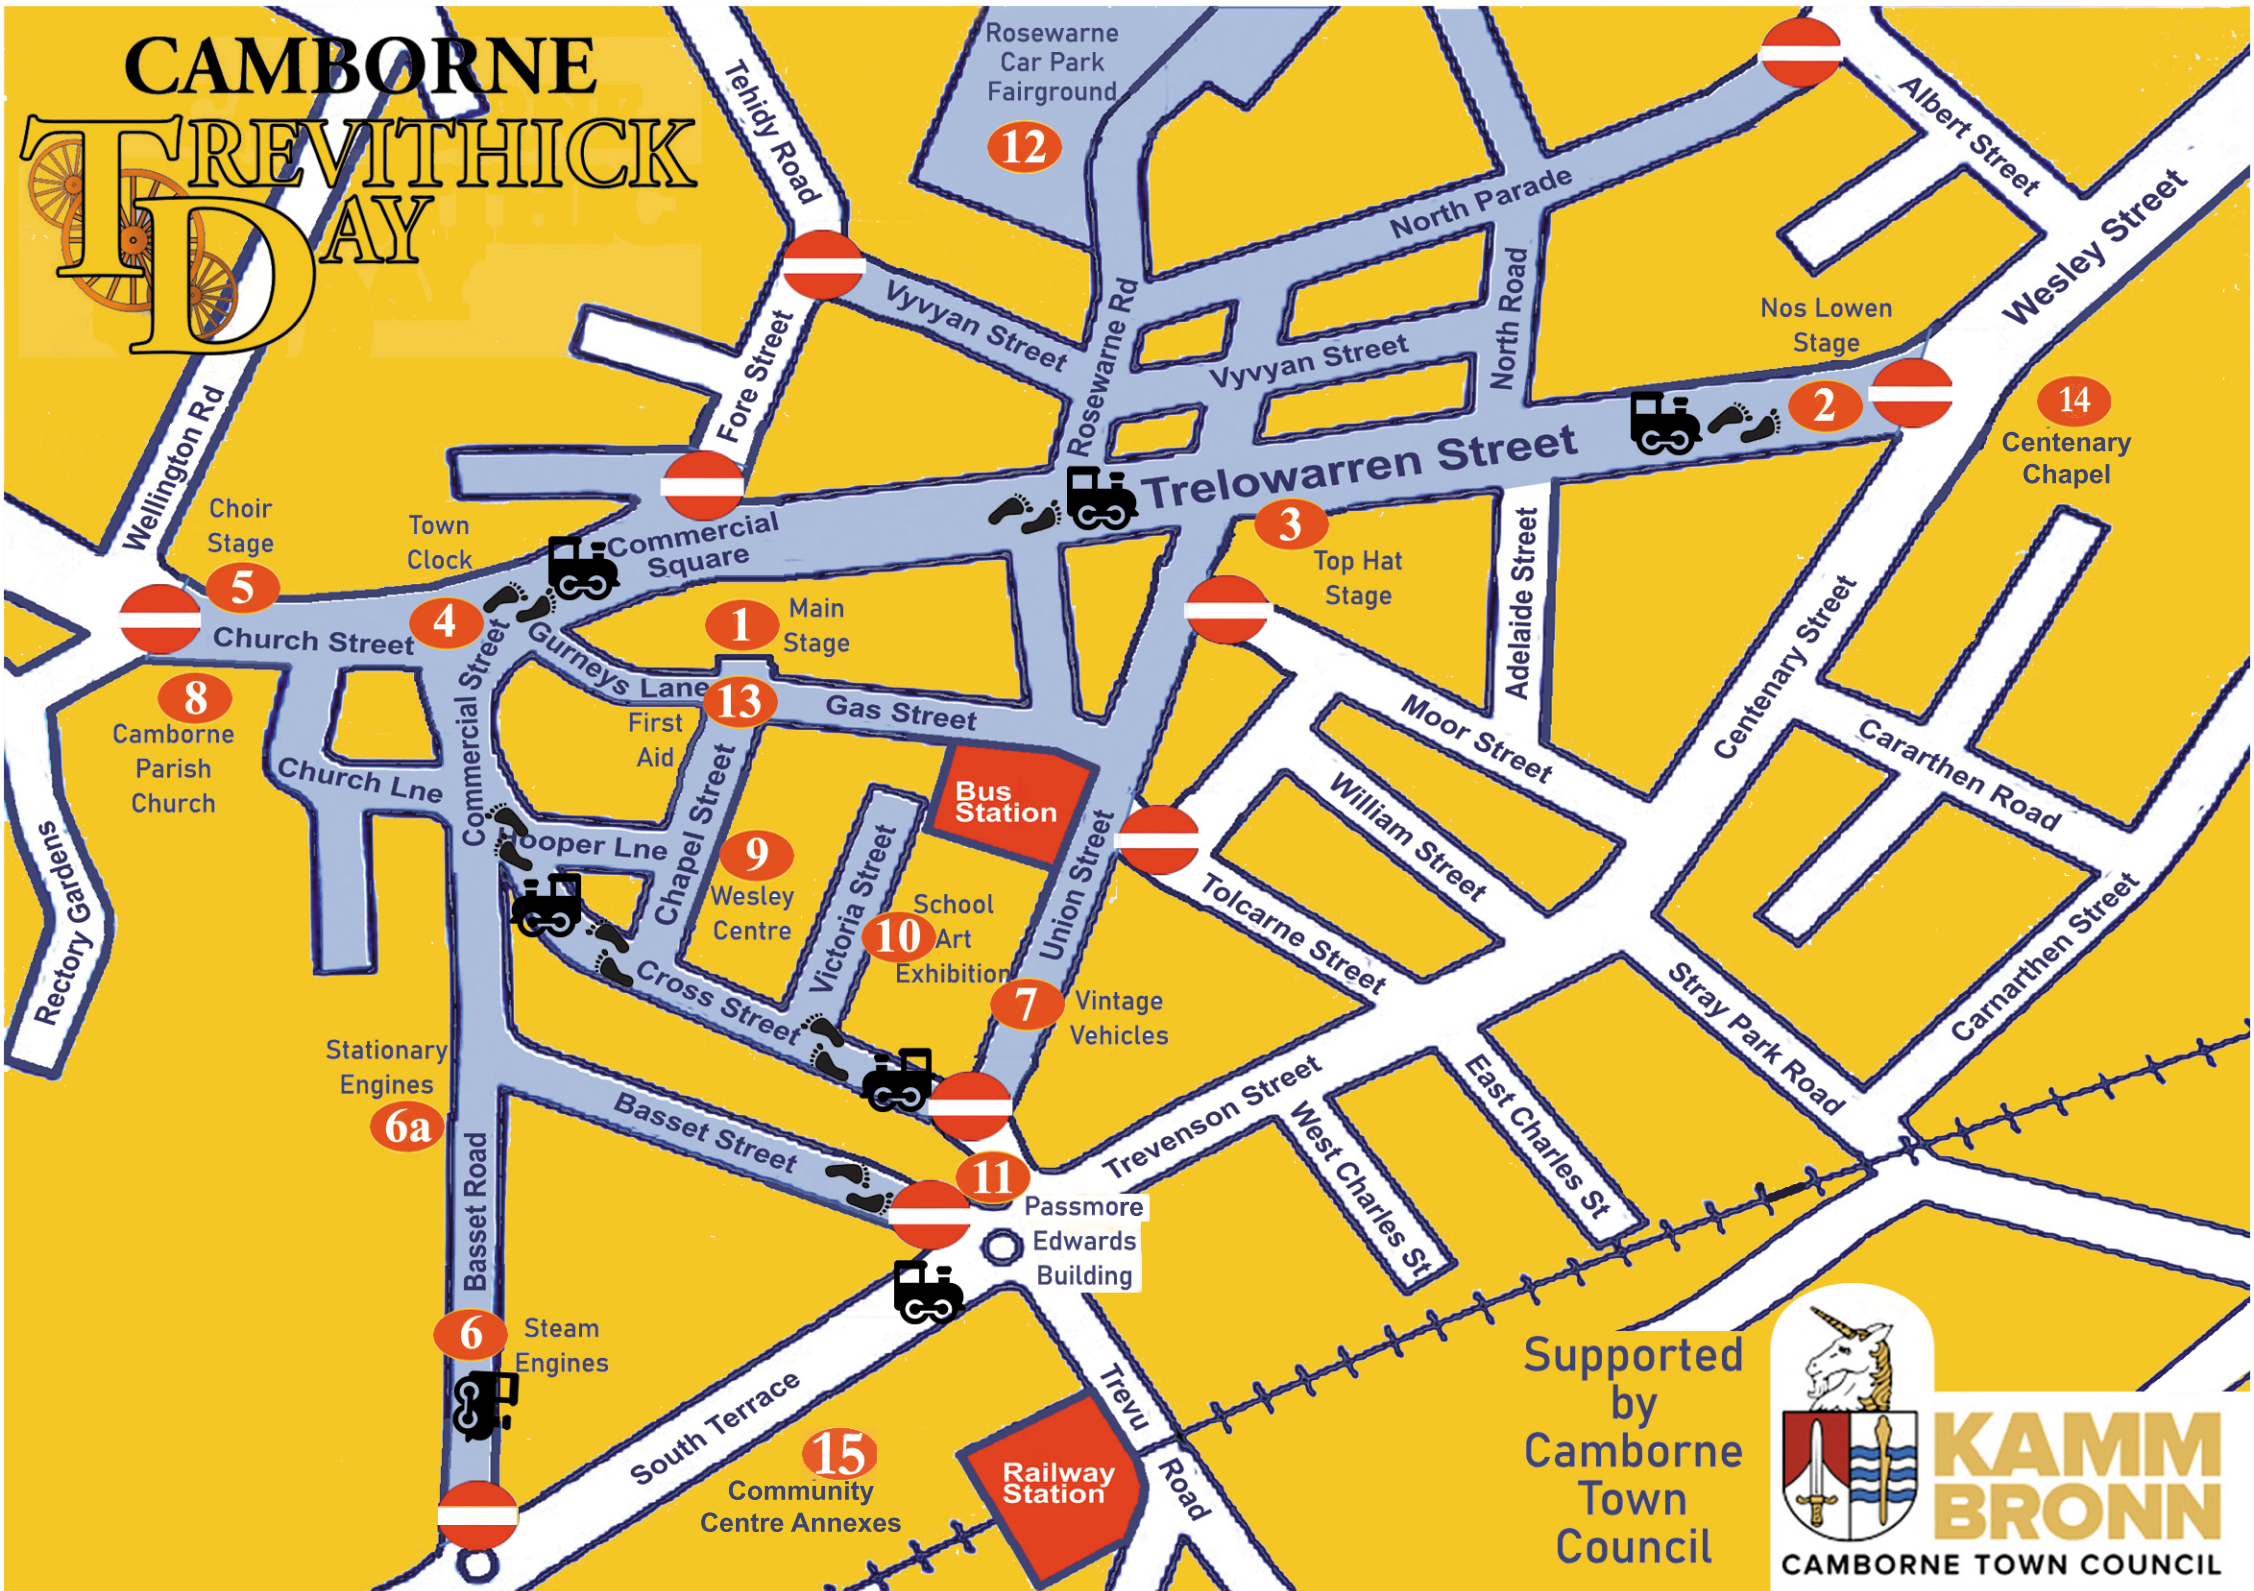 CAMBORNE
TREVITHICK
DAY
Rosewarne
Car Park
Fairground
12
Tehidy Road
Albert Street
North Parade
Wesley Street
Vyvyan Street
Rosewarne Rd
North Road
Vyvyan Street
Nos Lowen
Stage
2
14
Centenary
Chapel
Fore Street
Wellington Rd
Trelowarren Street
3
Top Hat
Stage
Choir
Stage
5
Town
Clock
4
Commercial
Square
Church Street
1
Main
Stage
Gurneys Lane
13
Gas Street
First
Aid
Adelaide Street
Moor Street
Centenary Street
Cararthen Road
8
Camborne
Parish
Church
Church Lne
Commercial Street
Hooper Lne
Chapel Street
9
Wesley
Centre
Victoria Street
Bus
Station
Union Street
William Street
Tolcarne Street
10
School
Art
Exhibition
Rectory Gardens
Cross Street
7
Vintage
Vehicles
Stray Park Road
Carnarthen Street
Stationary
Engines
6a
Basset Street
Basset Road
11
Passmore
Edwards
Building
Trevenson Street
West Charles St
East Charles St
6
Steam
Engines
South Terrace
15
Community
Centre Annexes
Railway
Station
Trevu Road
Supported
by
Camborne
Town
Council
KAMM
BRONN
CAMBORNE TOWN COUNCIL